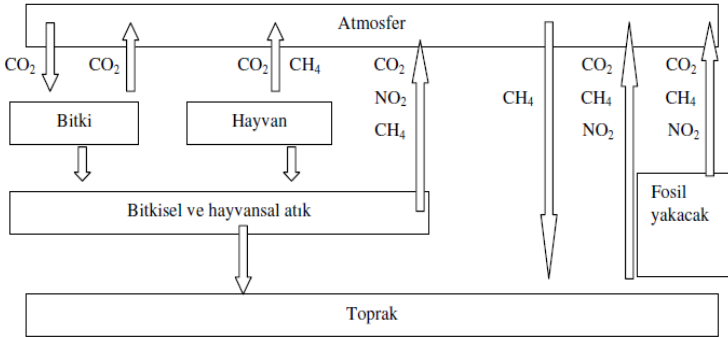 Atmosfer
CO₂ CO₂ CO₂ CH₄ CO₂ CH₄ CO₂ CO₂
NO₂ CH₄ CH₄
CH₄ NO₂ NO₂
Bitki Hayvan
Bitkisel ve hayvansal atık
Fosil
yakacak
Toprak